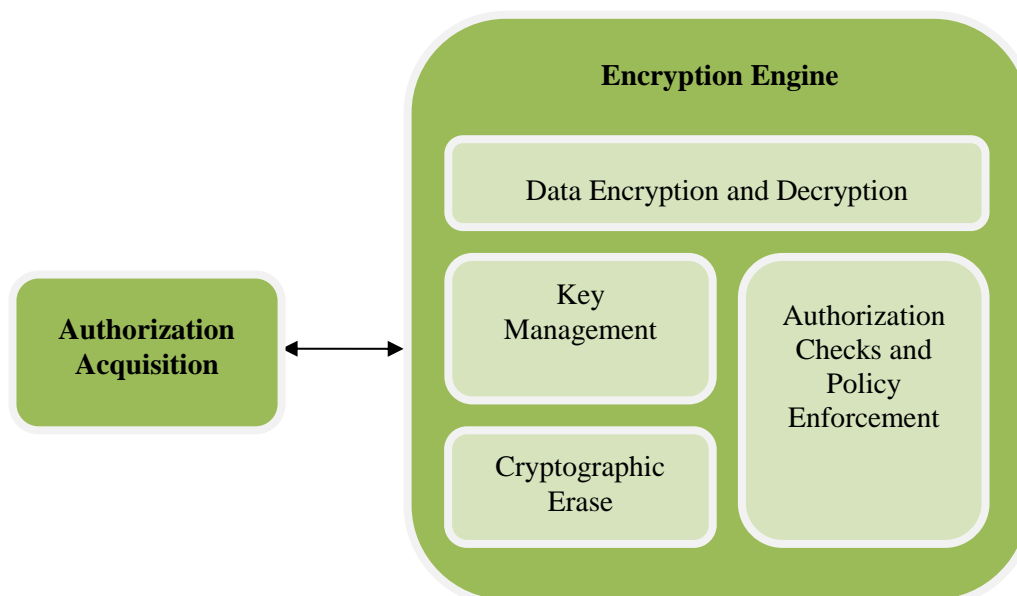 Encryption Engine
Data Encryption and Decryption
Key
Management
Authorization
Checks and
Policy
Enforcement
Cryptographic
Erase
Authorization
Acquisition